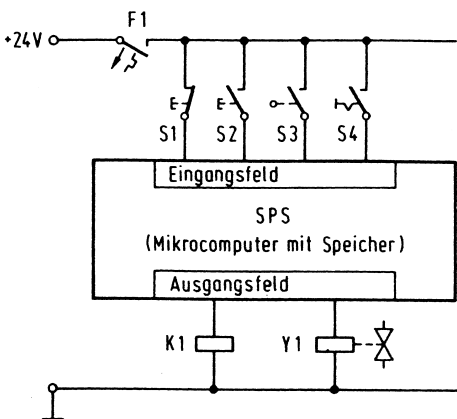 F1
+24V
S1 S2 S3 S4
Eingangsfeld
SPS
(Mikrocomputer mit Speicher)
Ausgangsfeld
K1 Y1